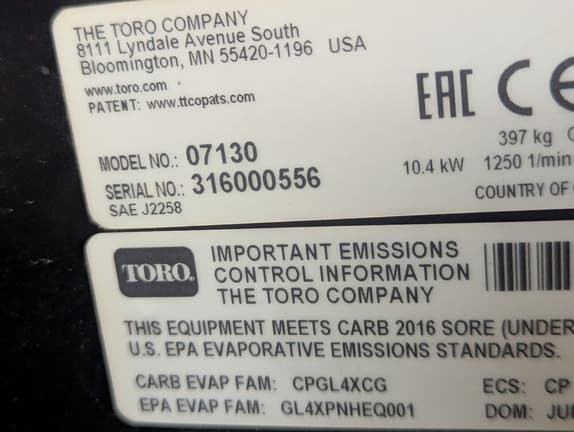 THE TORO COMPANY
8111 Lyndale Avenue South
Bloomington, MN 55420-1196 USA
www.toro.com
PATENT: www.ttcopats.com
EAC CE
397 kg
MODEL NO.: 07130
10.4 kW 1250 1/min
SERIAL NO.: 316000556
COUNTRY OF
SAE J2258
TORO.
IMPORTANT EMISSIONS
CONTROL INFORMATION
THE TORO COMPANY
THIS EQUIPMENT MEETS CARB 2016 SORE (UNDER
U.S. EPA EVAPORATIVE EMISSIONS STANDARDS.
CARB EVAP FAM: CPGL4XCG ECS: CP
EPA EVAP FAM: GL4XPNHEQ001 DOM: